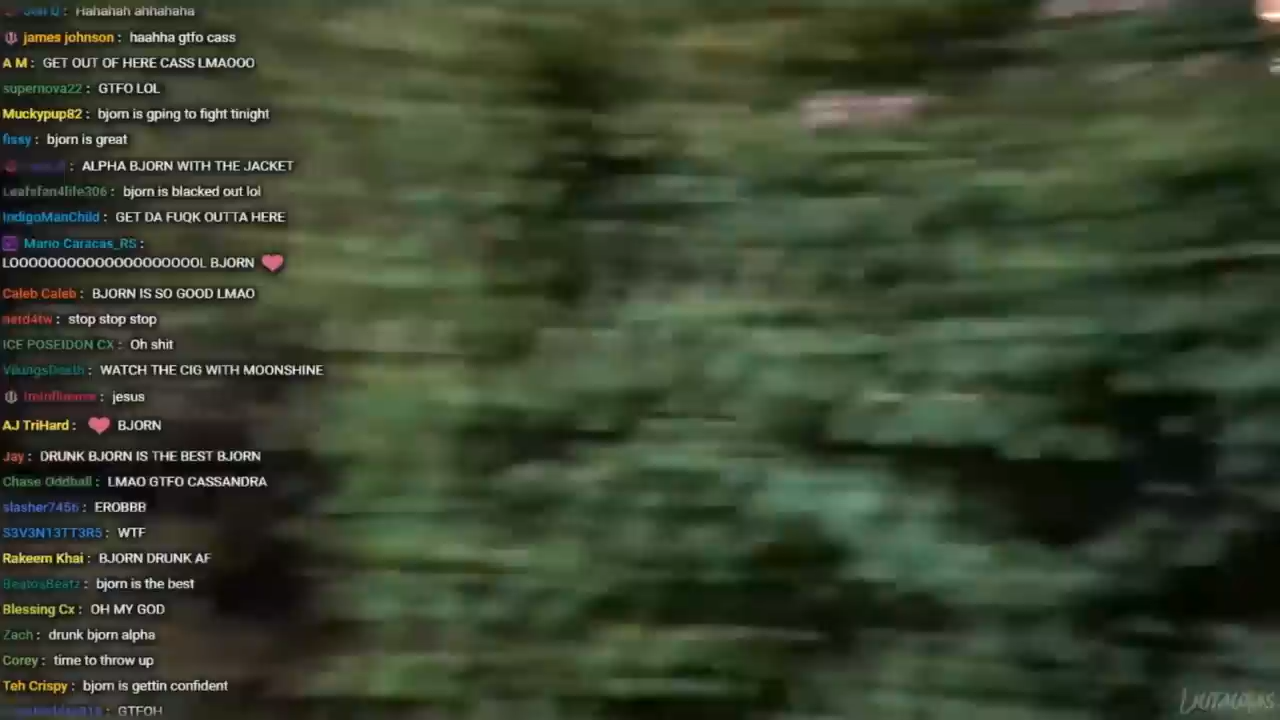 Hahahah ahhahaha
james johnson : haahha gtfo cass
A M : GET OUT OF HERE CASS LMAOOO
supernova22 : GTFO LOL
Muckypup82 : bjorn is gping to fight tinight
fissy : bjorn is great
: ALPHA BJORN WITH THE JACKET
Leafsfan4life306 : bjorn is blacked out lol
IndigoManChild : GET DA FUQK OUTTA HERE
Mario Caracas_RS :
LOOOOOOOOOOOOOOOOOOOOL BJORN
Caleb Caleb : BJORN IS SO GOOD LMAO
nerd4tw : stop stop stop
ICE POSEIDON CX : Oh shit
VikingsDeath : WATCH THE CIG WITH MOONSHINE
: jesus
AJ TriHard : BJORN
Jay : DRUNK BJORN IS THE BEST BJORN
Chase Oddball : LMAO GTFO CASSANDRA
slasher7456 : EROBBB
S3V3N13TT3R5 : WTF
Rakeem Khai : BJORN DRUNK AF
BeatosBeatz : bjorn is the best
Blessing Cx : OH MY GOD
Zach : drunk bjorn alpha
Corey : time to throw up
Teh Crispy : bjorn is gettin confident
: GTFOH